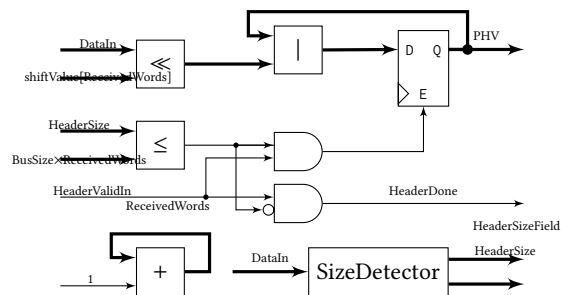 DataIn
≪
shiftValue[ReceivedWords]
|
D Q
E
PHV
HeaderSize
≤
BusSize×ReceivedWords
HeaderValidIn
ReceivedWords
HeaderDone
HeaderSizeField
HeaderSize
+
1
DataIn
SizeDetector